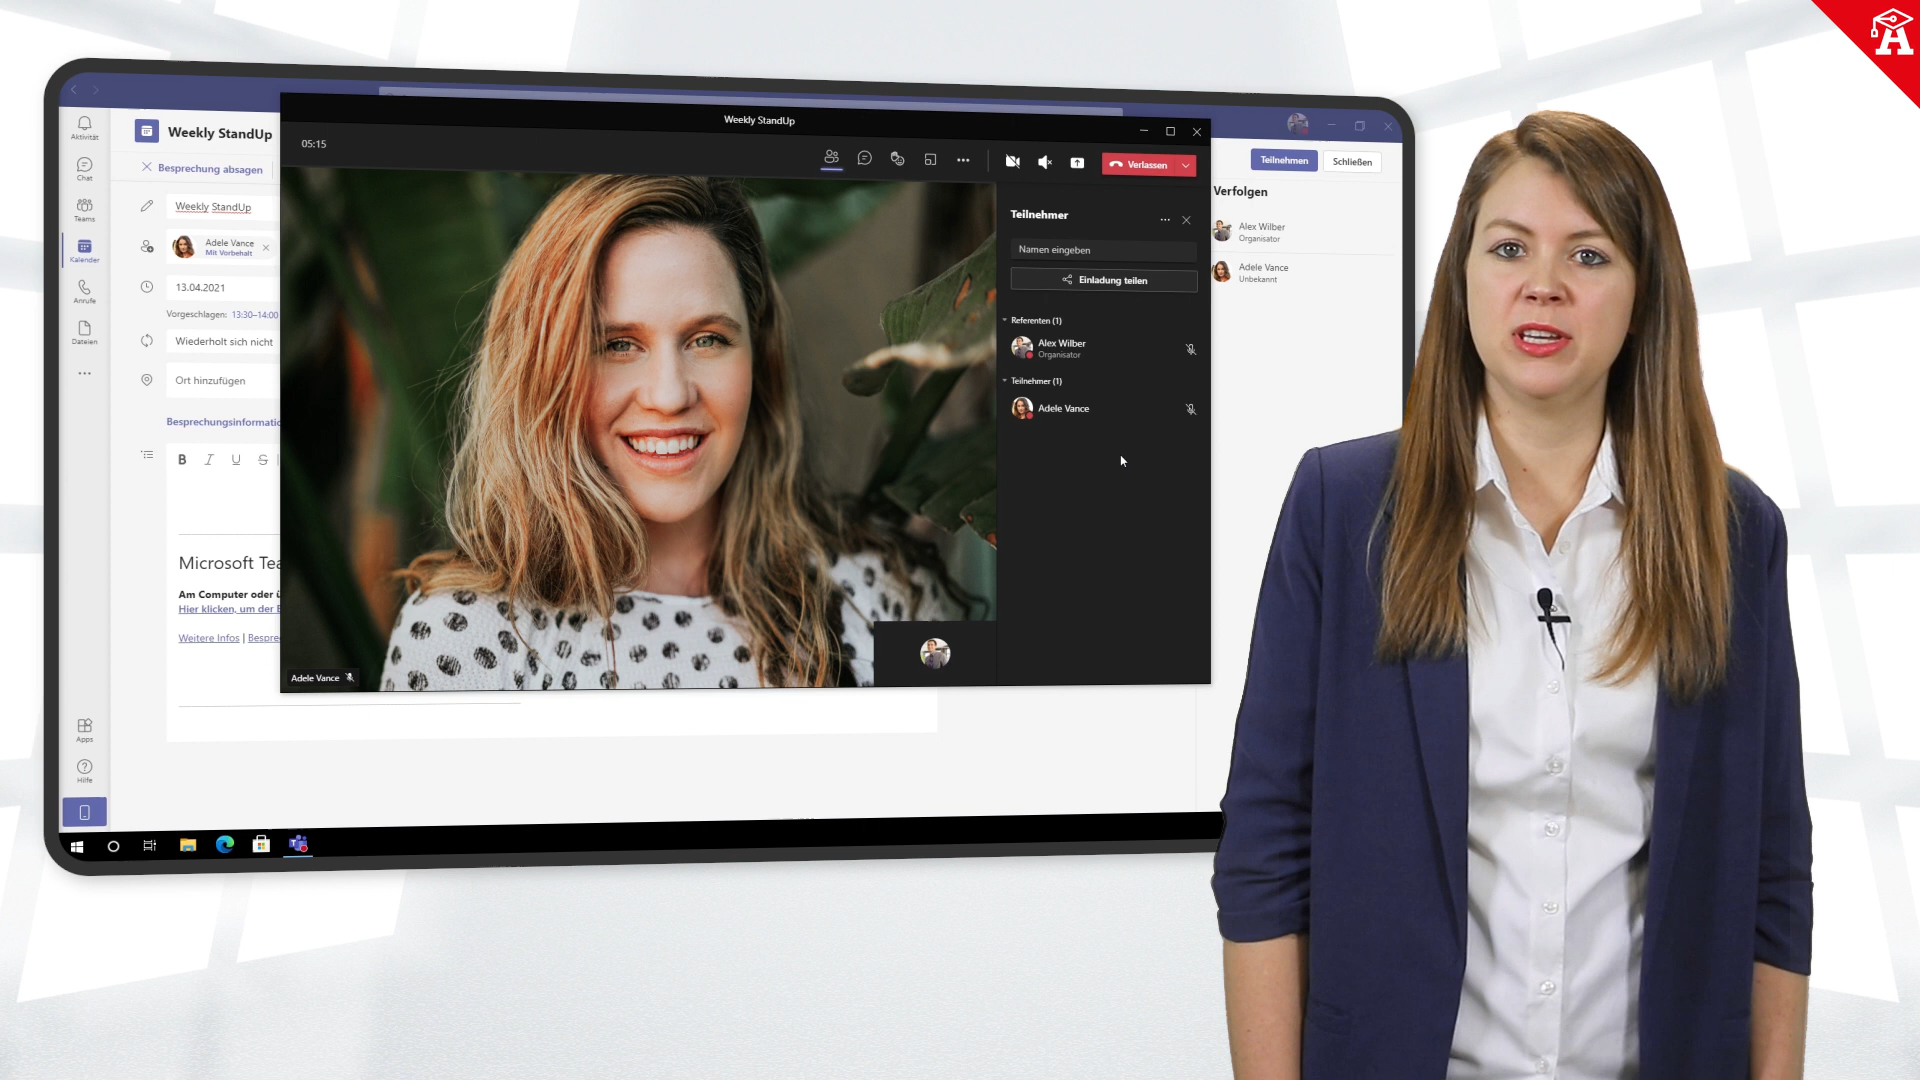 Weekly StandUp
05:15
Verlassen
Aktivität
Chat
Teams
Kalender
Anrufe
Dateien
Apps
Hilfe
Weekly StandUp
Besprechung absagen
Weekly StandUp
Adele Vance
Mit Vorbehalt
13.04.2021
Vorgeschlagen: 13:30–14:00
Wiederholt sich nicht
Ort hinzufügen
B I U S
Microsoft
Am Computer oder
Hier klicken, um der
Weitere Infos |
Adele Vance
Teilnehmer
Namen eingeben
Einladung teilen
Referenten (1)
Alex Wilber
Organisator
Teilnehmer (1)
Adele Vance
Teilnehmen
Schließen
Verfolgen
Alex Wilber
Organisator
Adele Vance
Unbekannt
A